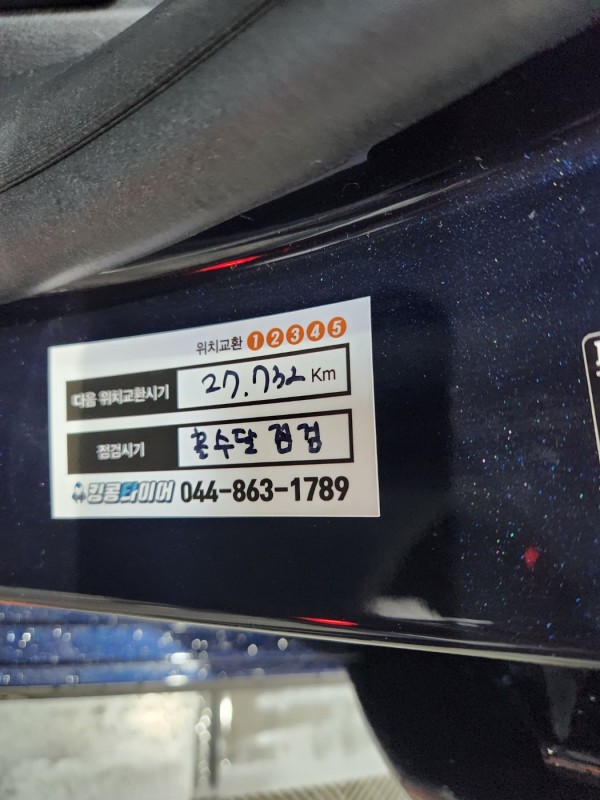 위치교환 1 2 3 4 5
다음 위치교환시기 27.732 Km
점검시기 홀수달 점검
킹콩타이어 044-863-1789